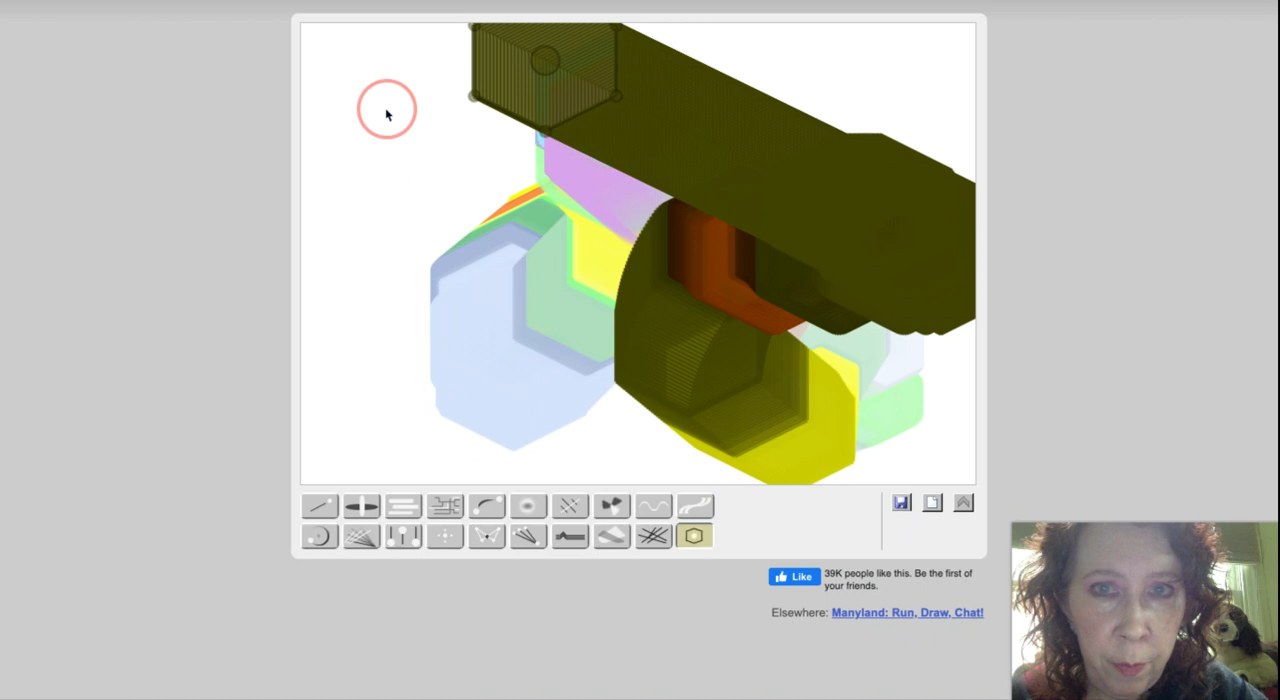 Like 39K people like this. Be the first of
your friends.
Elsewhere: Manyland: Run, Draw, Chat!